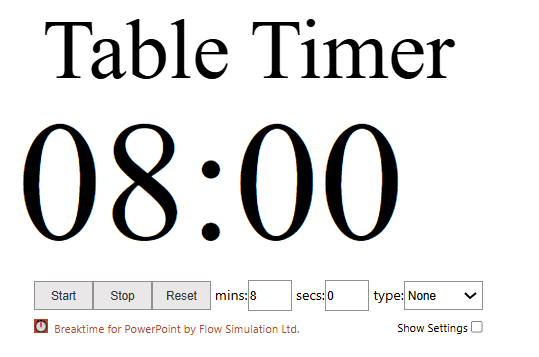 Table Timer
08:00
Start Stop Reset mins: 8 secs: 0 type: None
Breaktime for PowerPoint by Flow Simulation Ltd. Show Settings